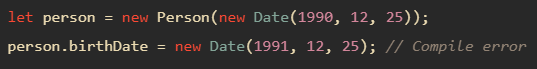 let person = new Person(new Date(1990, 12, 25));
person.birthDate = new Date(1991, 12, 25); // Compile error